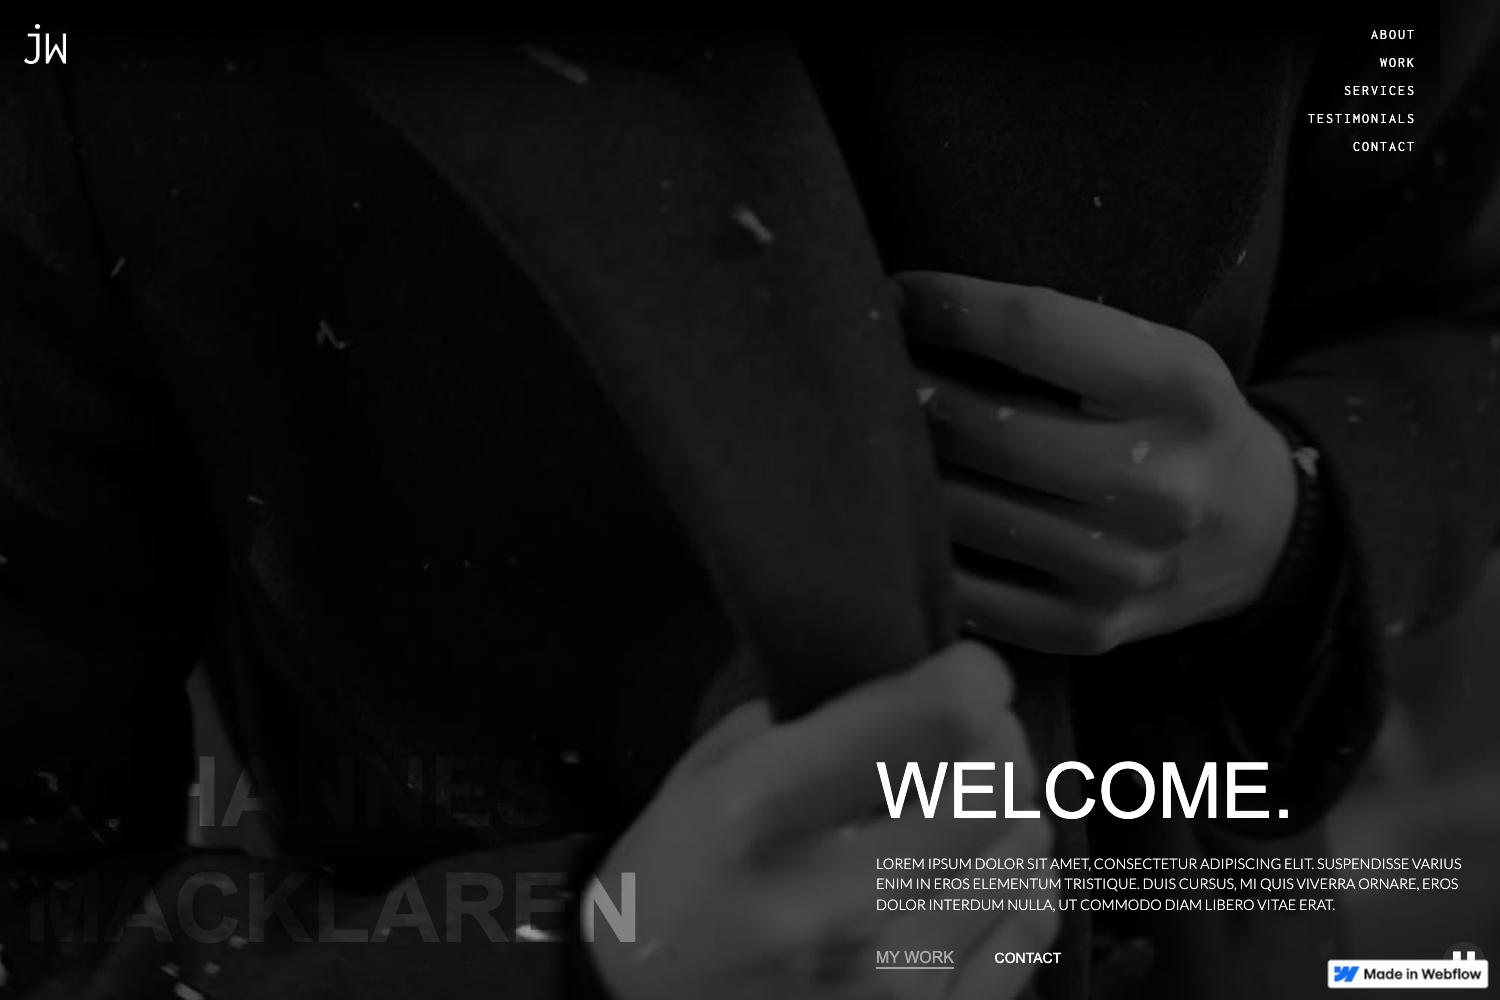 jw
ABOUT
WORK
SERVICES
TESTIMONIALS
CONTACT
HANNES
MACKLAREN
WELCOME.
LOREM IPSUM DOLOR SIT AMET, CONSECTETUR ADIPISCING ELIT. SUSPENDISSE VARIUS
ENIM IN EROS ELEMENTUM TRISTIQUE. DUIS CURSUS, MI QUIS VIVERRA ORNARE, EROS
DOLOR INTERDUM NULLA, UT COMMODO DIAM LIBERO VITAE ERAT.
MY WORK CONTACT
Made in Webflow